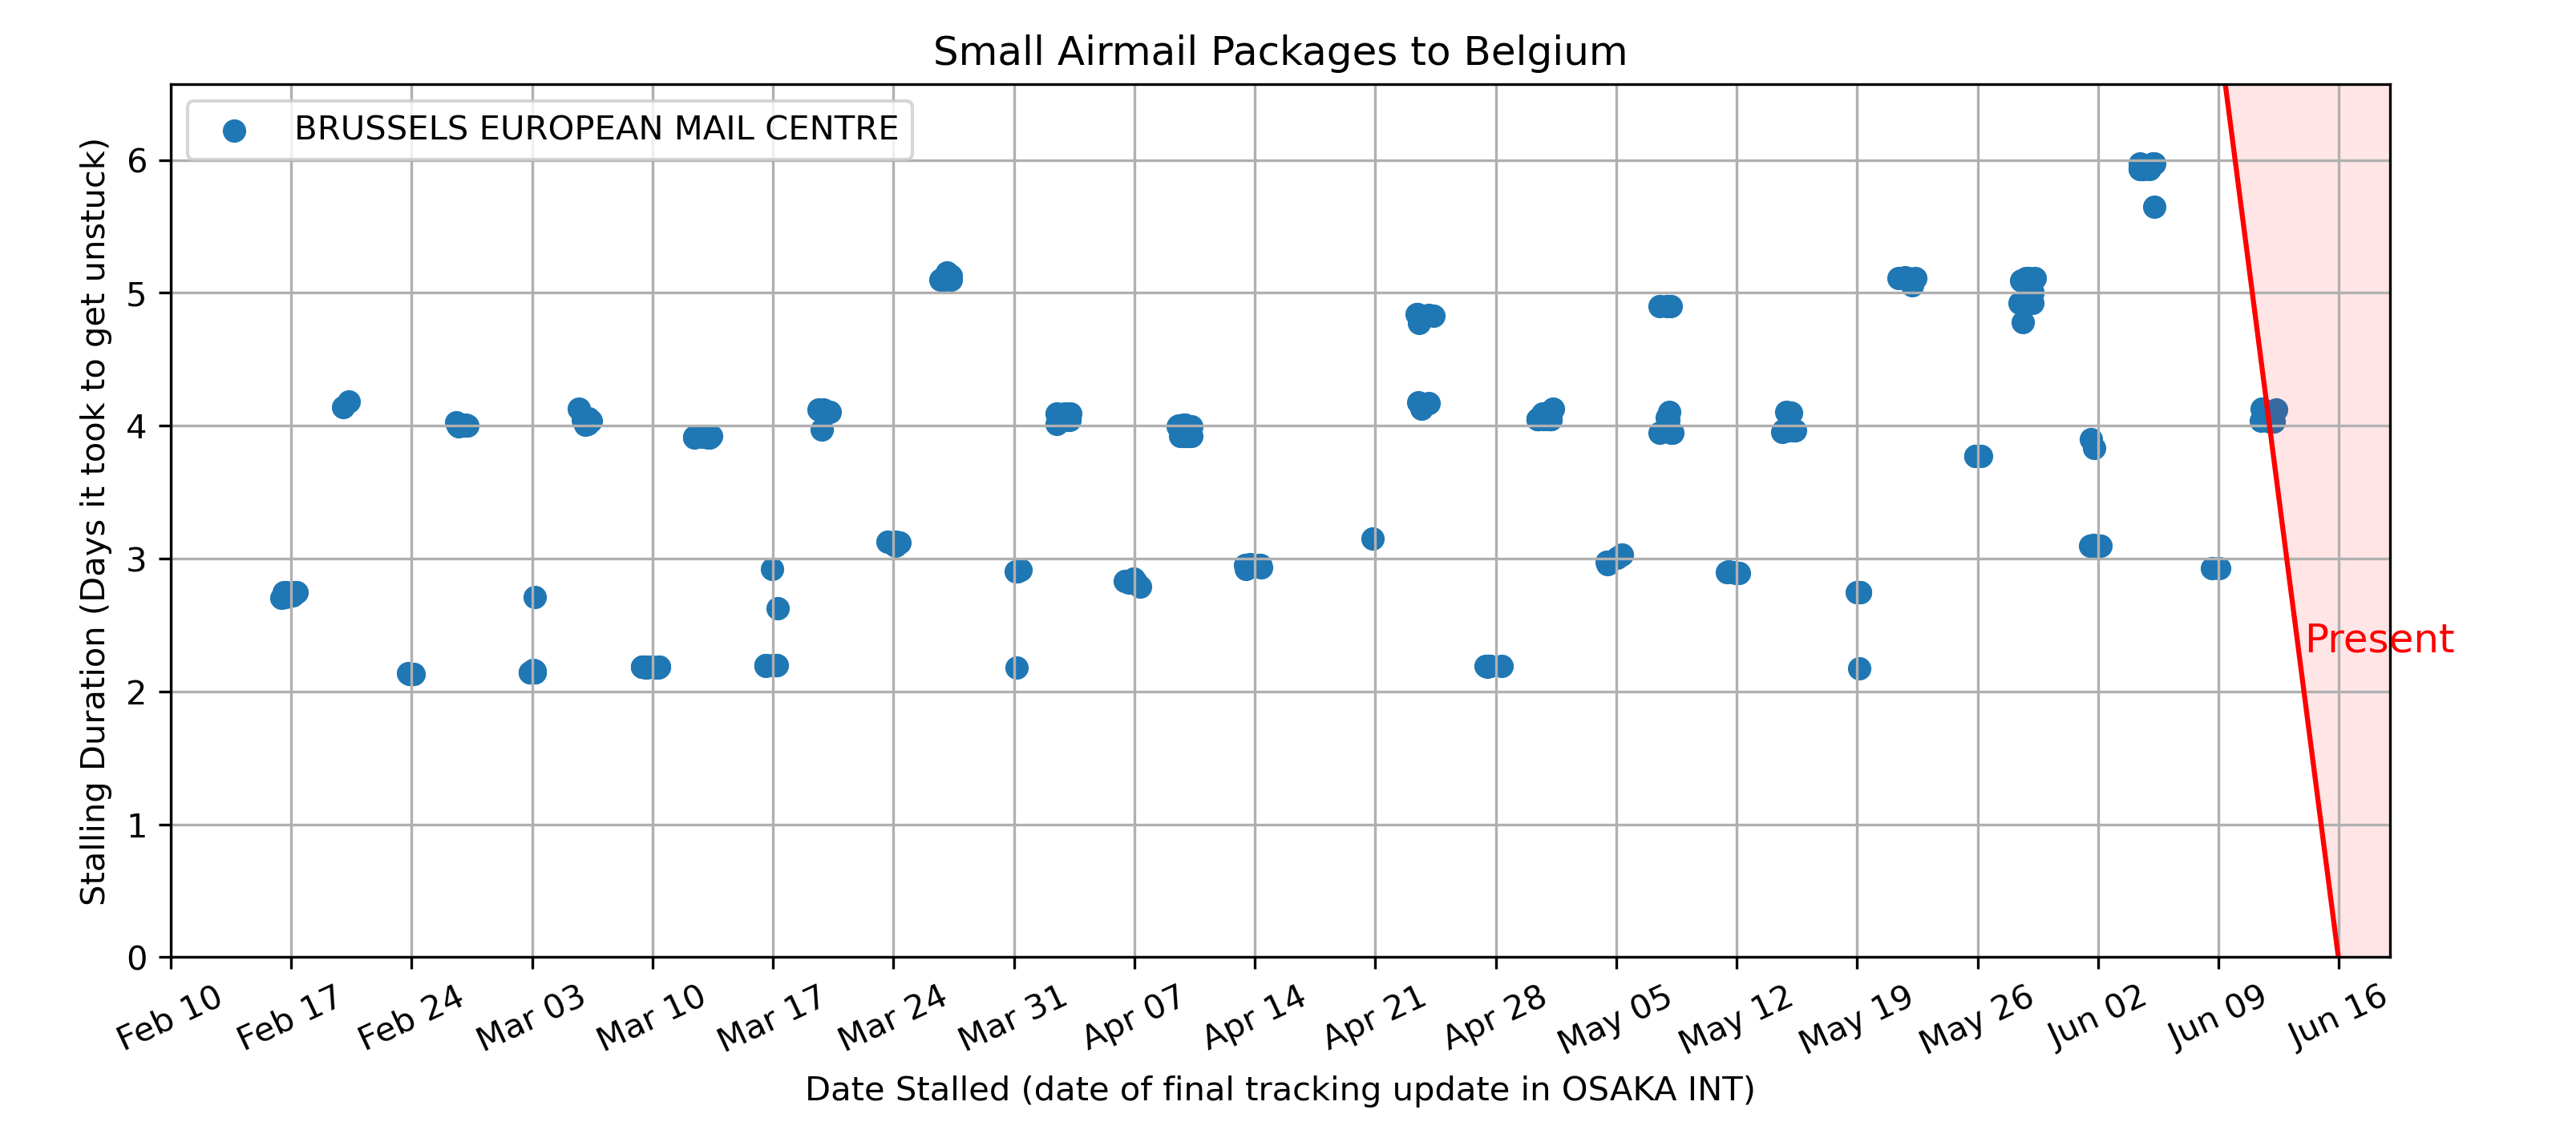 Small Airmail Packages to Belgium
BRUSSELS EUROPEAN MAIL CENTRE
Stalling Duration (Days it took to get unstuck)
6
5
4
3
2
1
0
Present
Feb 10
Feb 17
Feb 24
Mar 03
Mar 10
Mar 17
Mar 24
Mar 31
Apr 07
Apr 14
Apr 21
Apr 28
May 05
May 12
May 19
May 26
Jun 02
Jun 09
Jun 16
Date Stalled (date of final tracking update in OSAKA INT)